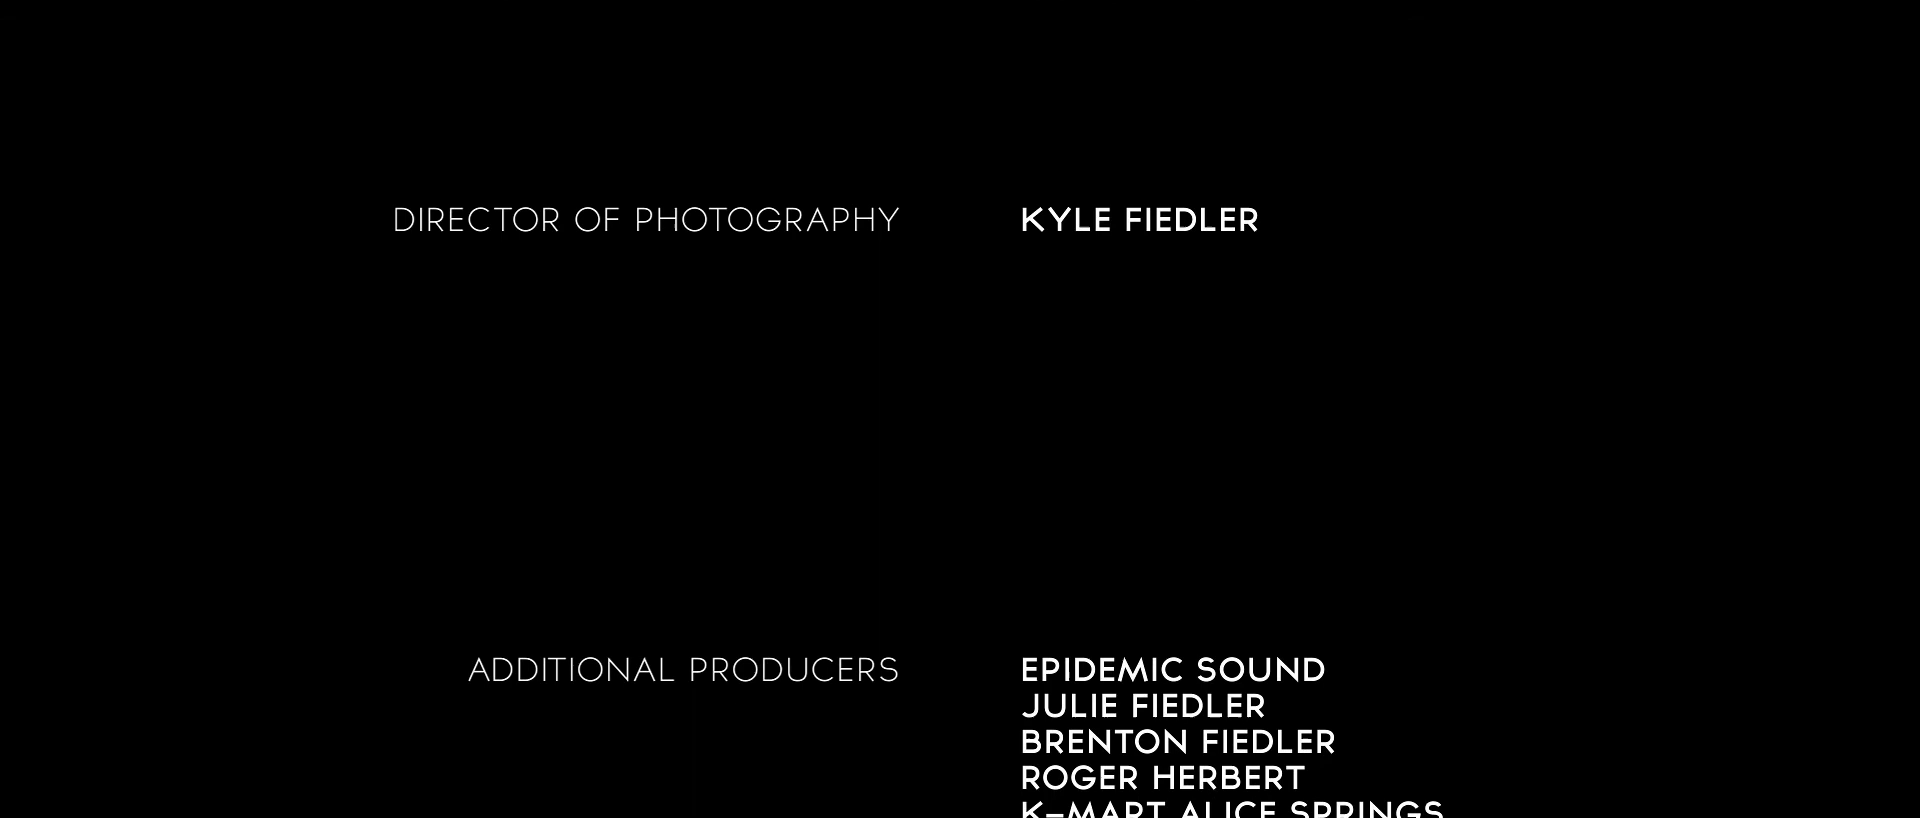 DIRECTOR OF PHOTOGRAPHY KYLE FIEDLER
ADDITIONAL PRODUCERS EPIDEMIC SOUND
JULIE FIEDLER
BRENTON FIEDLER
ROGER HERBERT
K-MART ALICE SPRINGS